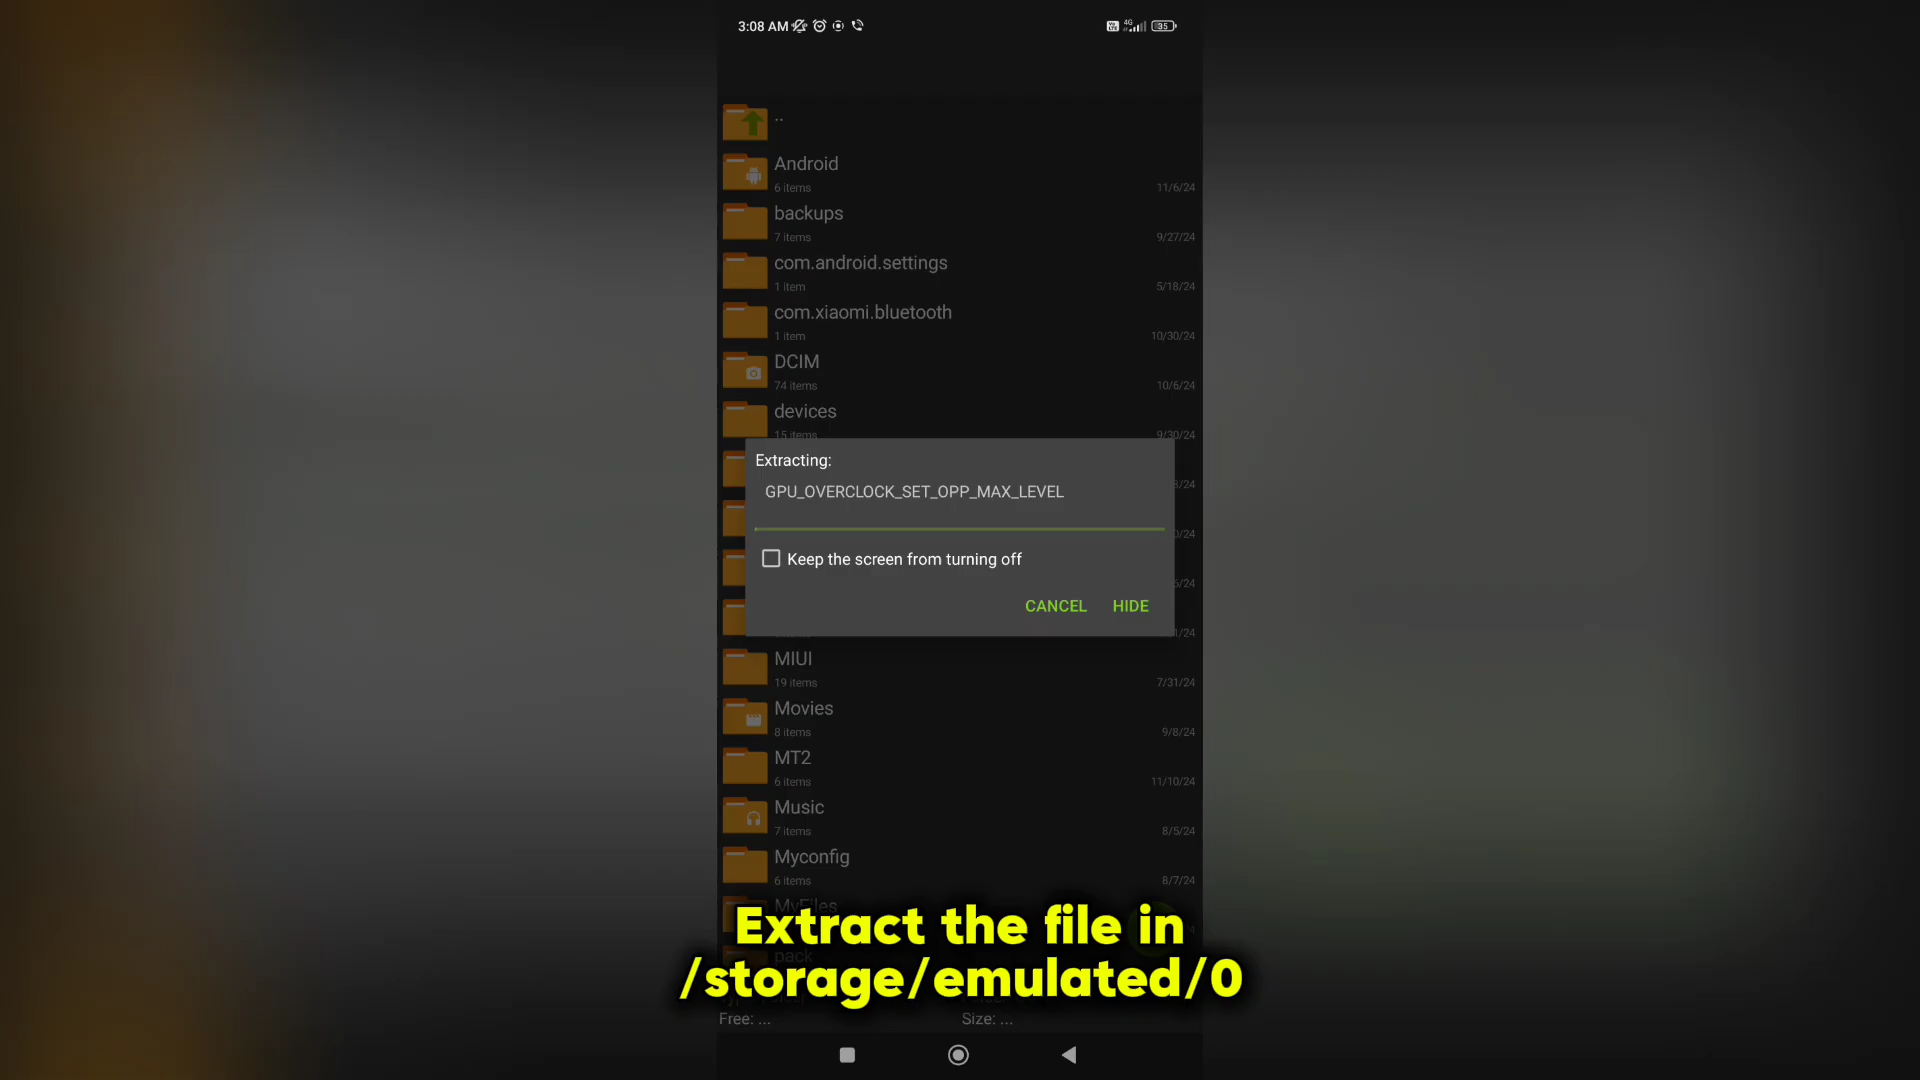 3:08 AM
4G
35
..
Android
6 items
11/6/24
backups
7 items
9/27/24
com.android.settings
1 item
5/18/24
com.xiaomi.bluetooth
1 item
10/30/24
DCIM
74 items
10/6/24
devices
15 items
9/30/24
Extracting:
GPU_OVERCLOCK_SET_OPP_MAX_LEVEL
Keep the screen from turning off
CANCEL HIDE
MIUI
19 items
7/31/24
Movies
8 items
9/8/24
MT2
6 items
11/10/24
Music
7 items
8/5/24
Myconfig
6 items
8/7/24
MyFiles
Extract the file in
pack
/storage/emulated/0
Free: ...
Size: ...